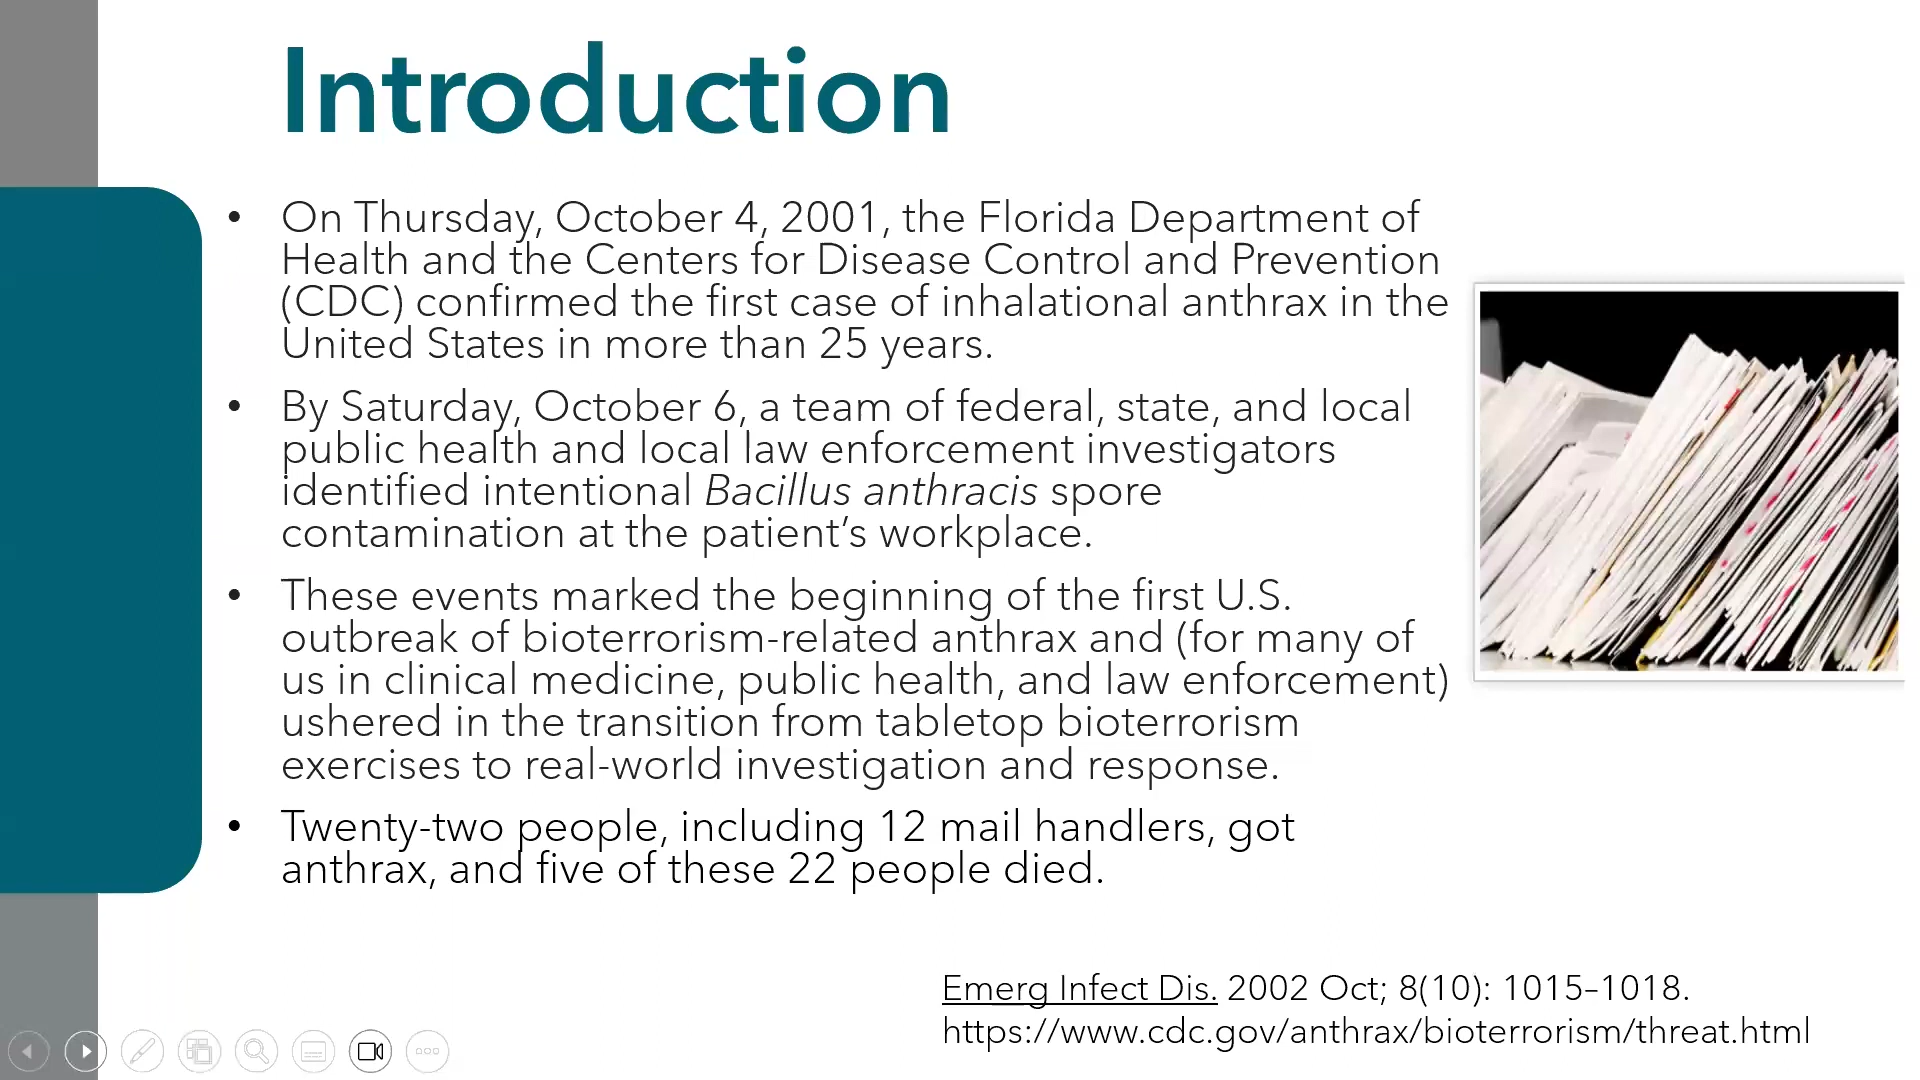 Introduction
• On Thursday, October 4, 2001, the Florida Department of
Health and the Centers for Disease Control and Prevention
(CDC) confirmed the first case of inhalational anthrax in the
United States in more than 25 years.
• By Saturday, October 6, a team of federal, state, and local
public health and local law enforcement investigators
identified intentional Bacillus anthracis spore
contamination at the patient’s workplace.
• These events marked the beginning of the first U.S.
outbreak of bioterrorism-related anthrax and (for many of
us in clinical medicine, public health, and law enforcement)
ushered in the transition from tabletop bioterrorism
exercises to real-world investigation and response.
• Twenty-two people, including 12 mail handlers, got
anthrax, and five of these 22 people died.
Emerg Infect Dis. 2002 Oct; 8(10): 1015–1018.
https://www.cdc.gov/anthrax/bioterrorism/threat.html